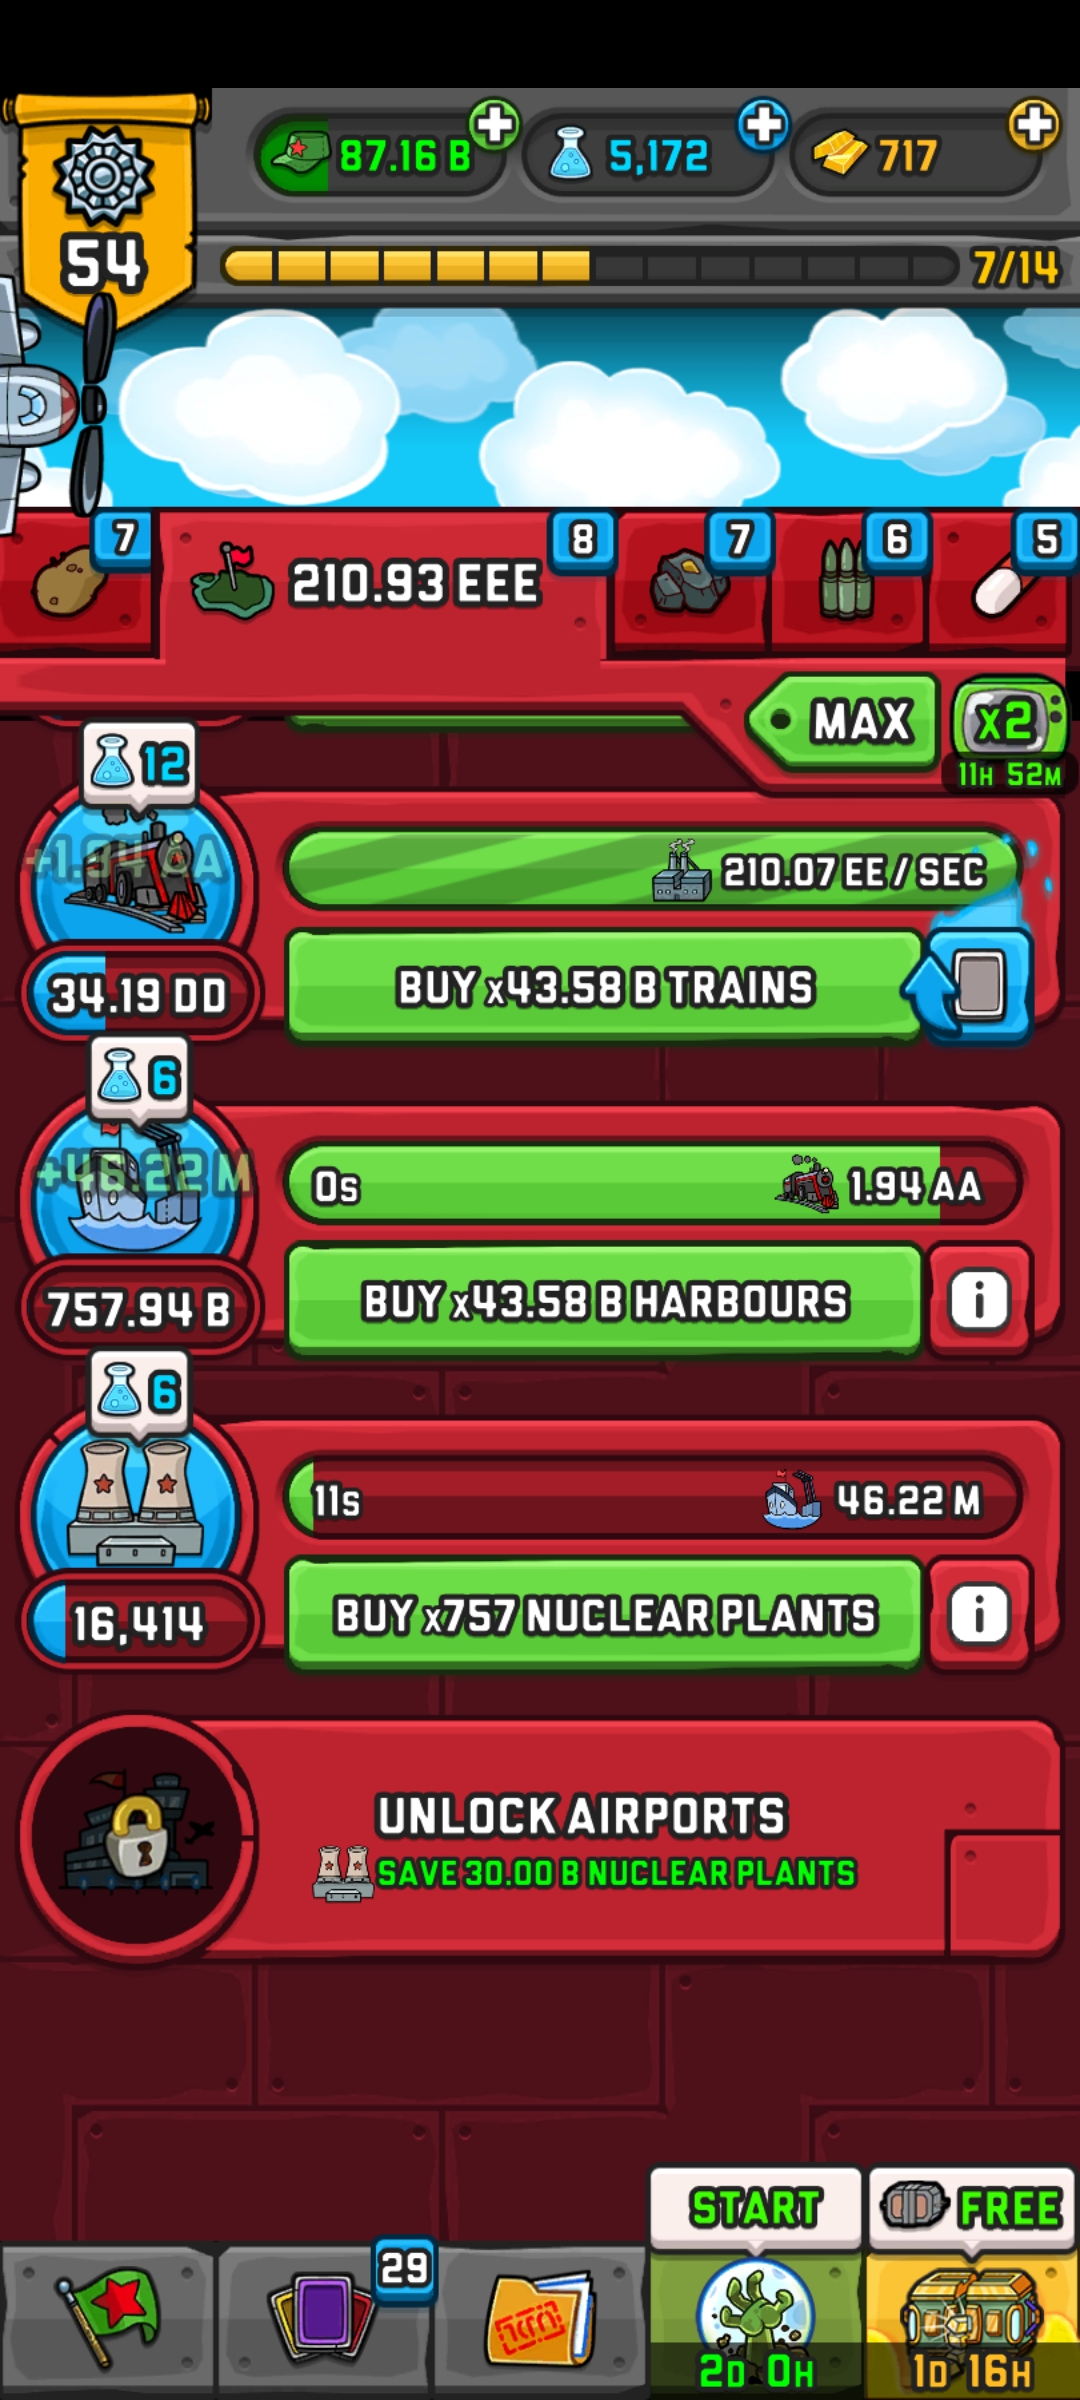 87.16 B
5,172
717
54
7/14
7
210.93 EEE
8
7
6
5
MAX
x2
11H 52M
12
+1.94 AA
210.07 EE / SEC
34.19 DD
BUY x43.58 B TRAINS
6
+46.22 M
0s
1.94 AA
757.94 B
BUY x43.58 B HARBOURS
i
6
11s
46.22 M
16,414
BUY x757 NUCLEAR PLANTS
i
UNLOCK AIRPORTS
SAVE 30.00 B NUCLEAR PLANTS
START
FREE
29
2D 0H
1D 16H